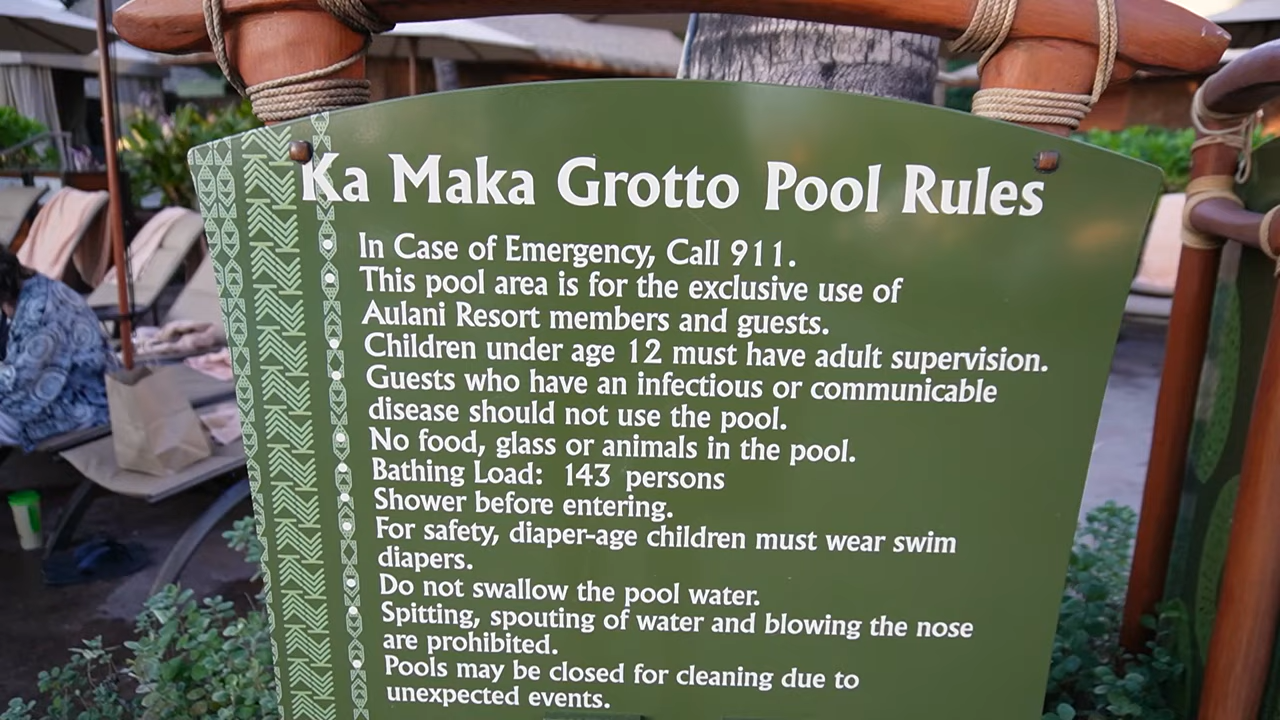 Ka Maka Grotto Pool Rules
In Case of Emergency, Call 911.
This pool area is for the exclusive use of
Aulani Resort members and guests.
Children under age 12 must have adult supervision.
Guests who have an infectious or communicable
disease should not use the pool.
No food, glass or animals in the pool.
Bathing Load: 143 persons
Shower before entering.
For safety, diaper-age children must wear swim
diapers.
Do not swallow the pool water.
Spitting, spouting of water and blowing the nose
are prohibited.
Pools may be closed for cleaning due to
unexpected events.